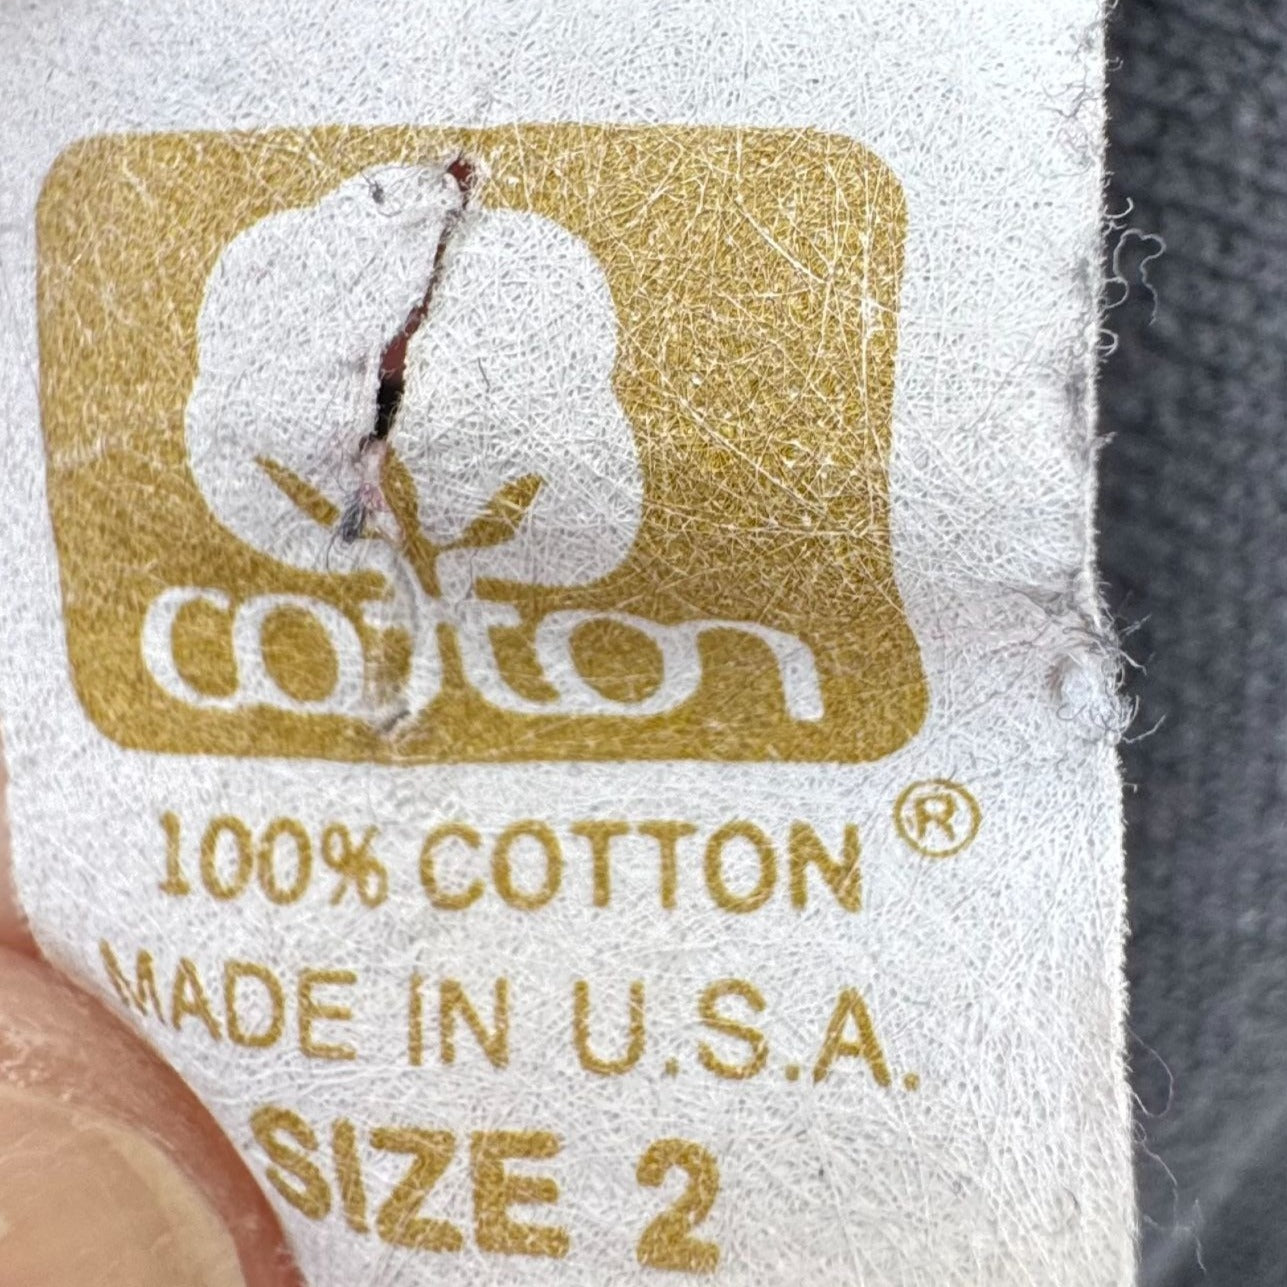 cotton
100% COTTON ®
MADE IN U.S.A.
SIZE 2